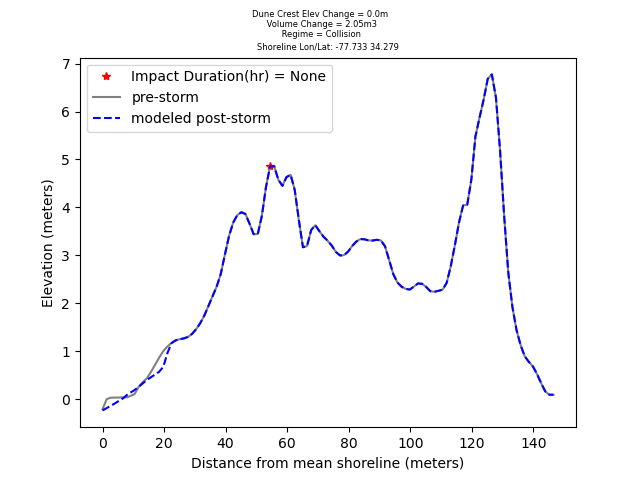 Dune Crest Elev Change = 0.0m
Volume Change = 2.05m3
Regime = Collision
Shoreline Lon/Lat: -77.733 34.279
Impact Duration(hr) = None
pre-storm
modeled post-storm
7
6
5
4
3
2
1
0
Elevation (meters)
0 20 40 60 80 100 120 140
Distance from mean shoreline (meters)